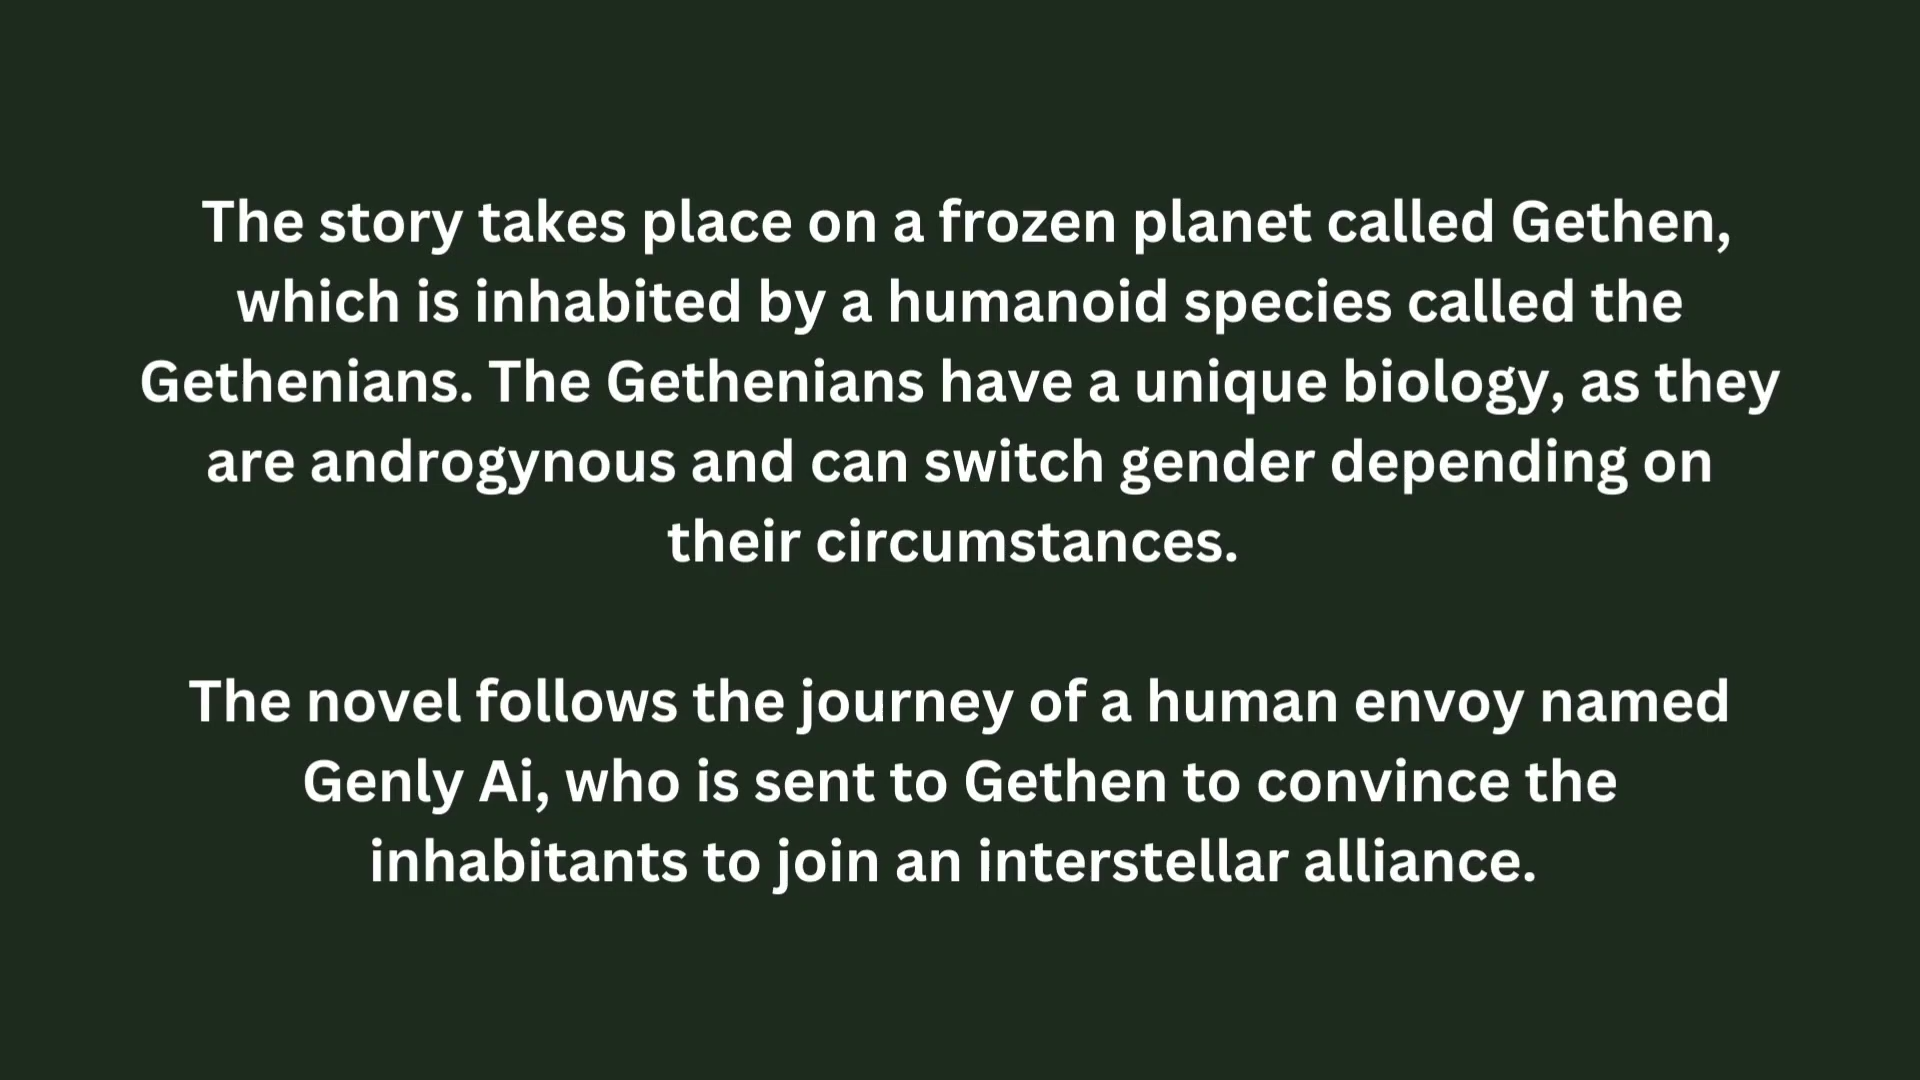 The story takes place on a frozen planet called Gethen,
which is inhabited by a humanoid species called the
Gethenians. The Gethenians have a unique biology, as they
are androgynous and can switch gender depending on
their circumstances.
The novel follows the journey of a human envoy named
Genly Ai, who is sent to Gethen to convince the
inhabitants to join an interstellar alliance.